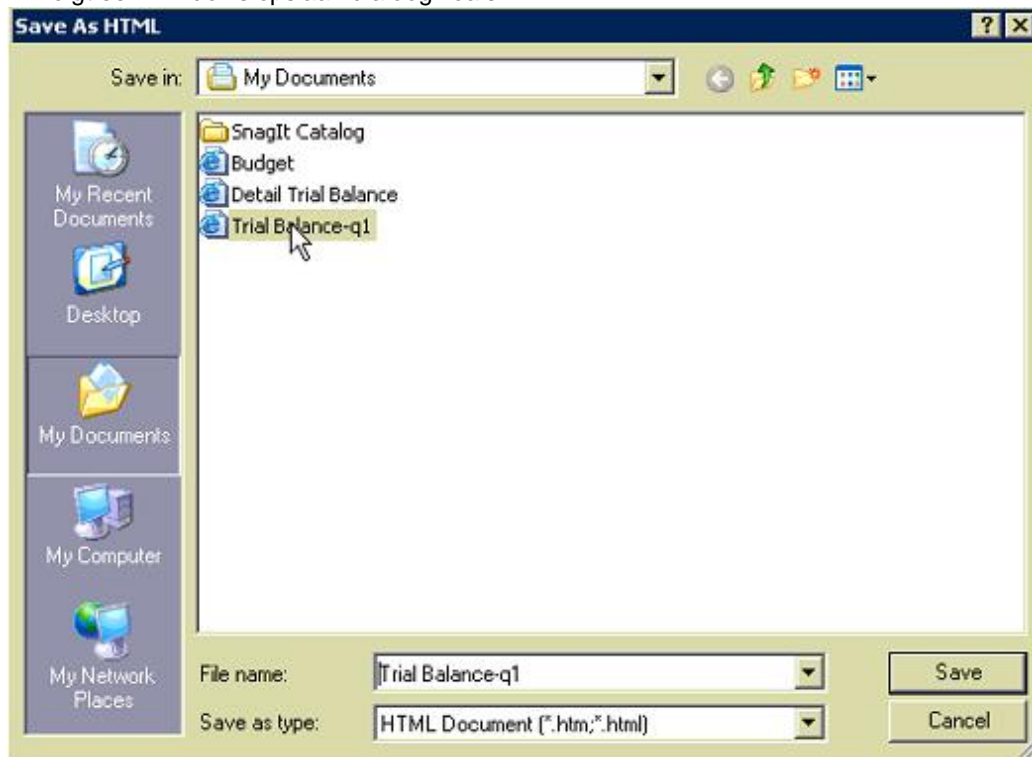 Save As HTML
Save in:
My Documents
My Recent
Documents
Desktop
My Documents
My Computer
My Network
Places
SnagIt Catalog
Budget
Detail Trial Balance
Trial Balance-q1
File name:
Trial Balance-q1
Save
Save as type:
HTML Document (*.htm;*.html)
Cancel